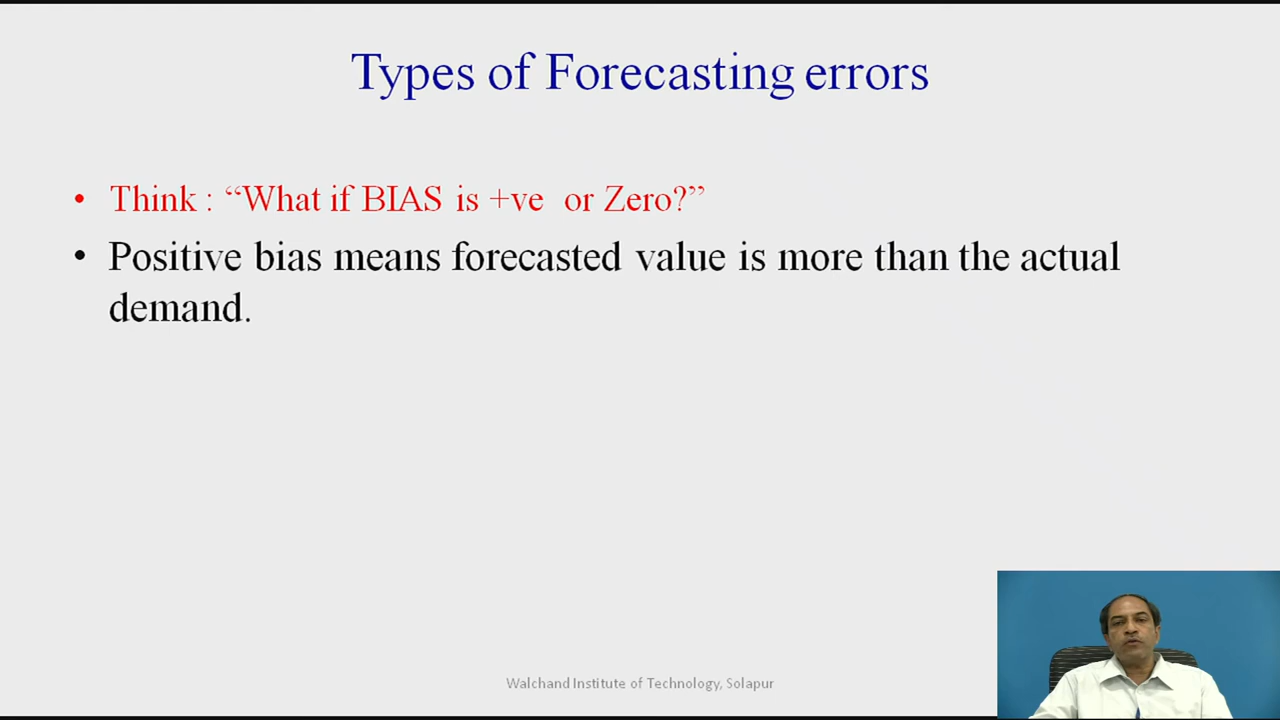 Types of Forecasting errors
• Think : “What if BIAS is +ve or Zero?”
• Positive bias means forecasted value is more than the actual
demand.
Walchand Institute of Technology, Solapur